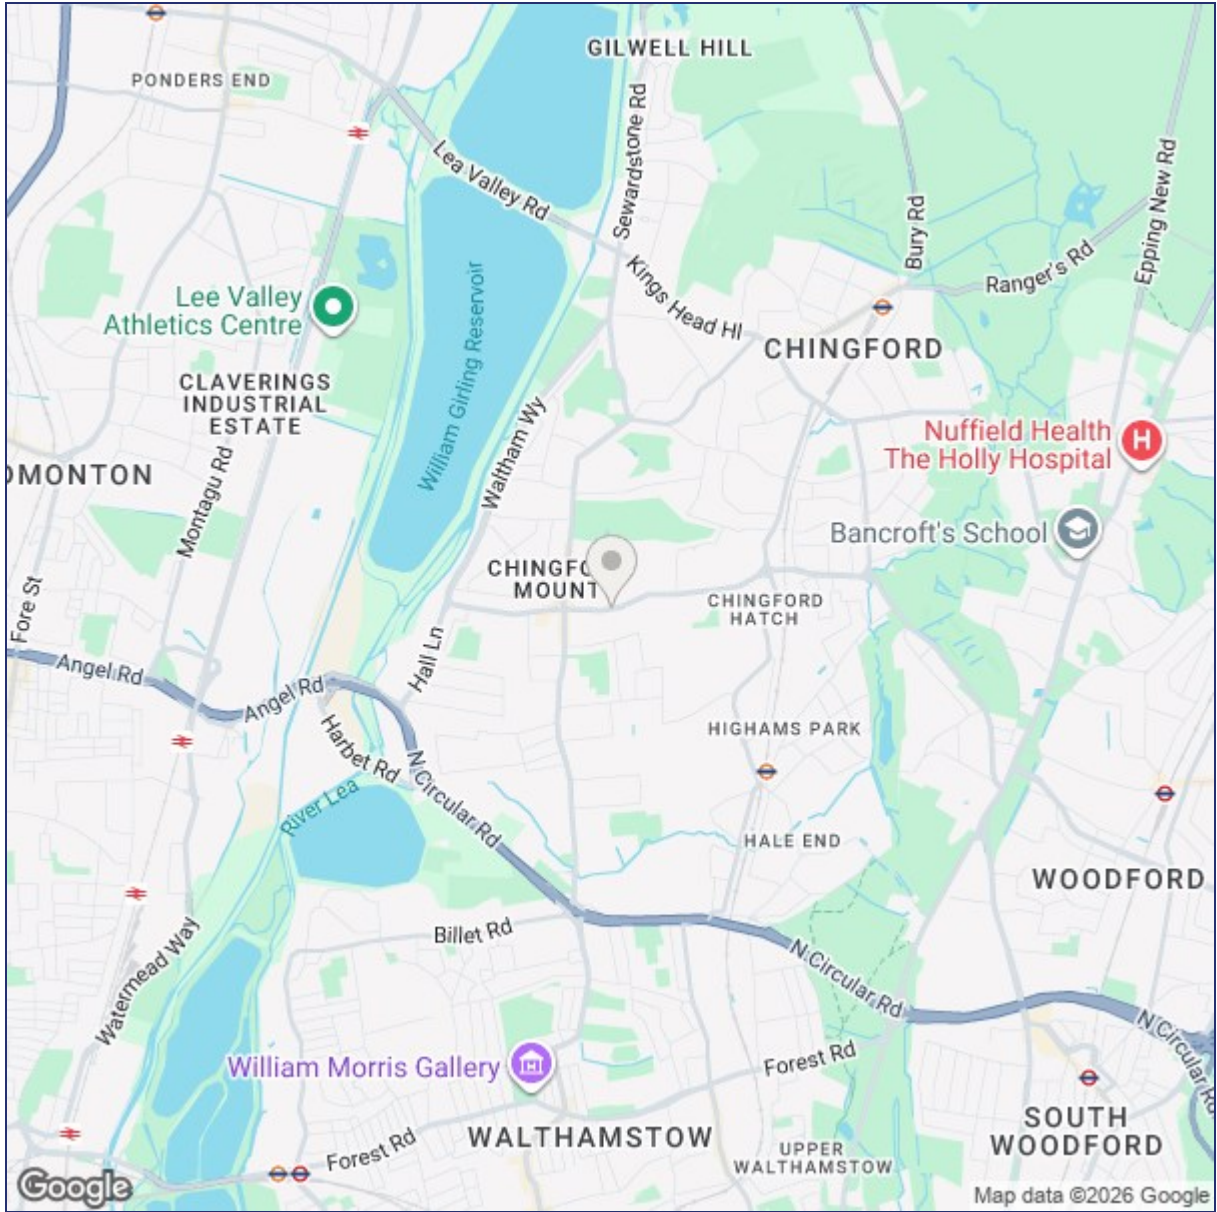 GILWELL HILL
PONDERS END
Lea Valley Rd
Sewardstone Rd
Epping New Rd
Bury Rd
Ranger's Rd
Kings Head Hl
Lee Valley
Athletics Centre
William Girling Reservoir
CHINGFORD
CLAVERINGS
INDUSTRIAL
ESTATE
Waltham Wy
Nuffield Health
The Holly Hospital
H
DMONTON
Montagu Rd
Bancroft's School
CHINGFO
MOUNT
CHINGFORD
HATCH
Fore St
Hall Ln
Angel Rd
Angel Rd
HIGHAMS PARK
Harbet Rd
N Circular Rd
River Lea
HALE END
WOODFORD
Billet Rd
Watermead Way
N Circular Rd
N Circular Rd
William Morris Gallery
Forest Rd
SOUTH
WOODFORD
WALTHAMSTOW
Forest Rd
UPPER
WALTHAMSTOW
Google
Map data ©2026 Google